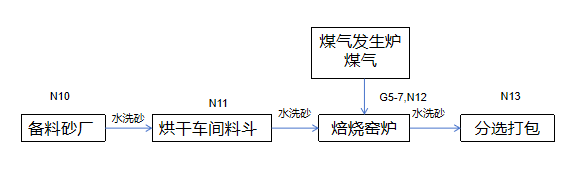 煤气发生炉
煤气
N10
N11
G5-7,N12
N13
水洗砂
水洗砂
水洗砂
备料砂厂
烘干车间料斗
焙烧窑炉
分选打包